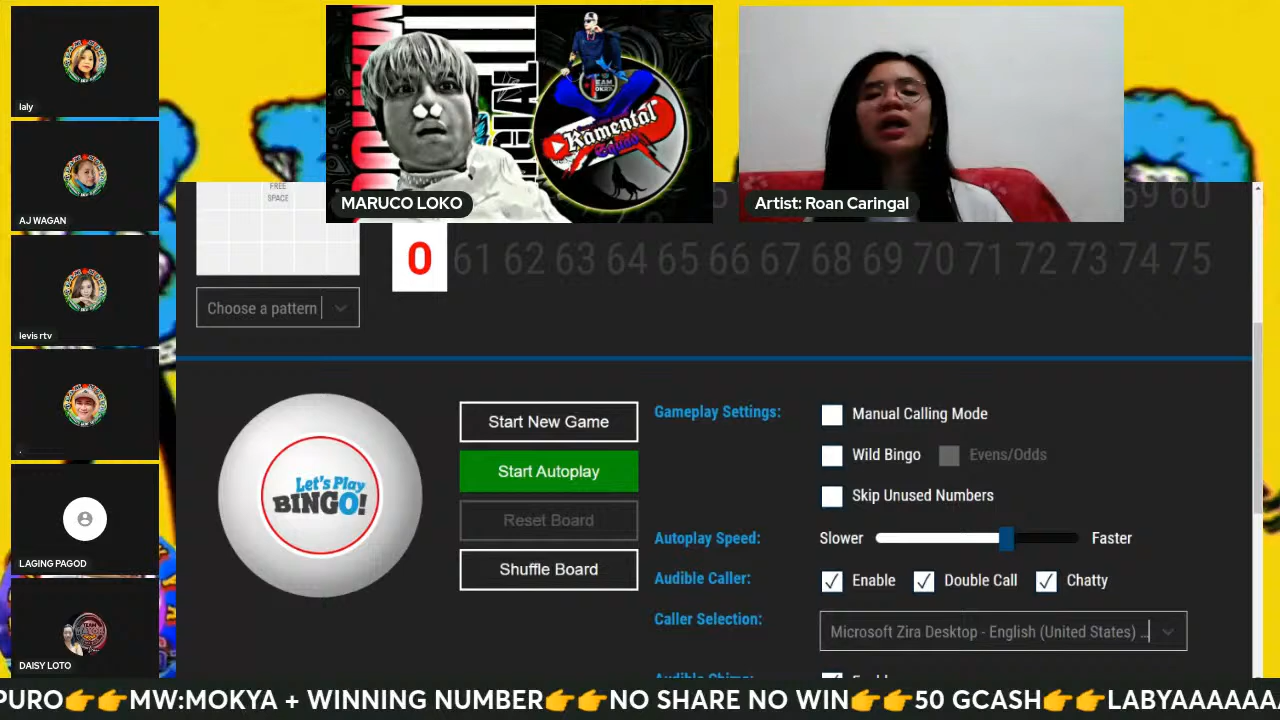 laly
AJ WAGAN
levis rtv
LAGING PAGOD
DAISY LOTO
Ramental
Squad
MARUCO LOKO
Artist: Roan Caringal
FREE
SPACE
59 60
0 61 62 63 64 65 66 67 68 69 70 71 72 73 74 75
Choose a pattern
Let's Play
BINGO!
Start New Game
Start Autoplay
Reset Board
Shuffle Board
Gameplay Settings:
Manual Calling Mode
Wild Bingo
Evens/Odds
Skip Unused Numbers
Autoplay Speed:
Slower
Faster
Audible Caller:
Enable
Double Call
Chatty
Caller Selection:
Microsoft Zira Desktop - English (United States) ...
PURO👉👉MW:MOKYA + WINNING NUMBER👉👉NO SHARE NO WIN👉👉50 GCASH👉👉LABYAAAAAA